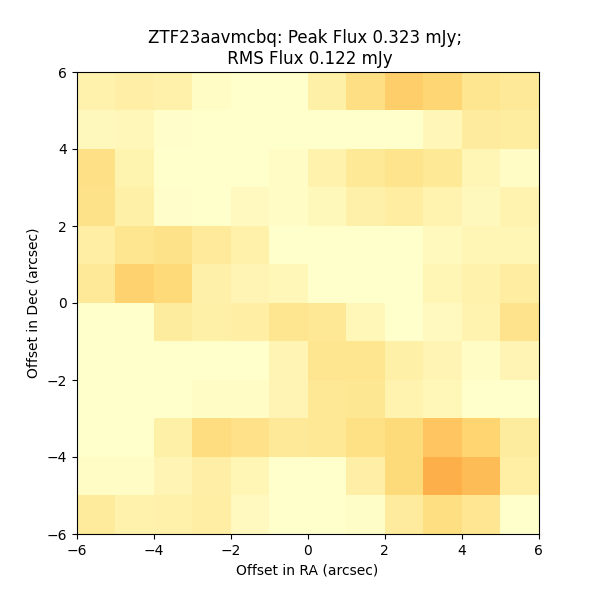 ZTF23aavmcbq: Peak Flux 0.323 mJy;
RMS Flux 0.122 mJy
6
4
2
0
−2
−4
−6
Offset in Dec (arcsec)
−6 −4 −2 0 2 4 6
Offset in RA (arcsec)